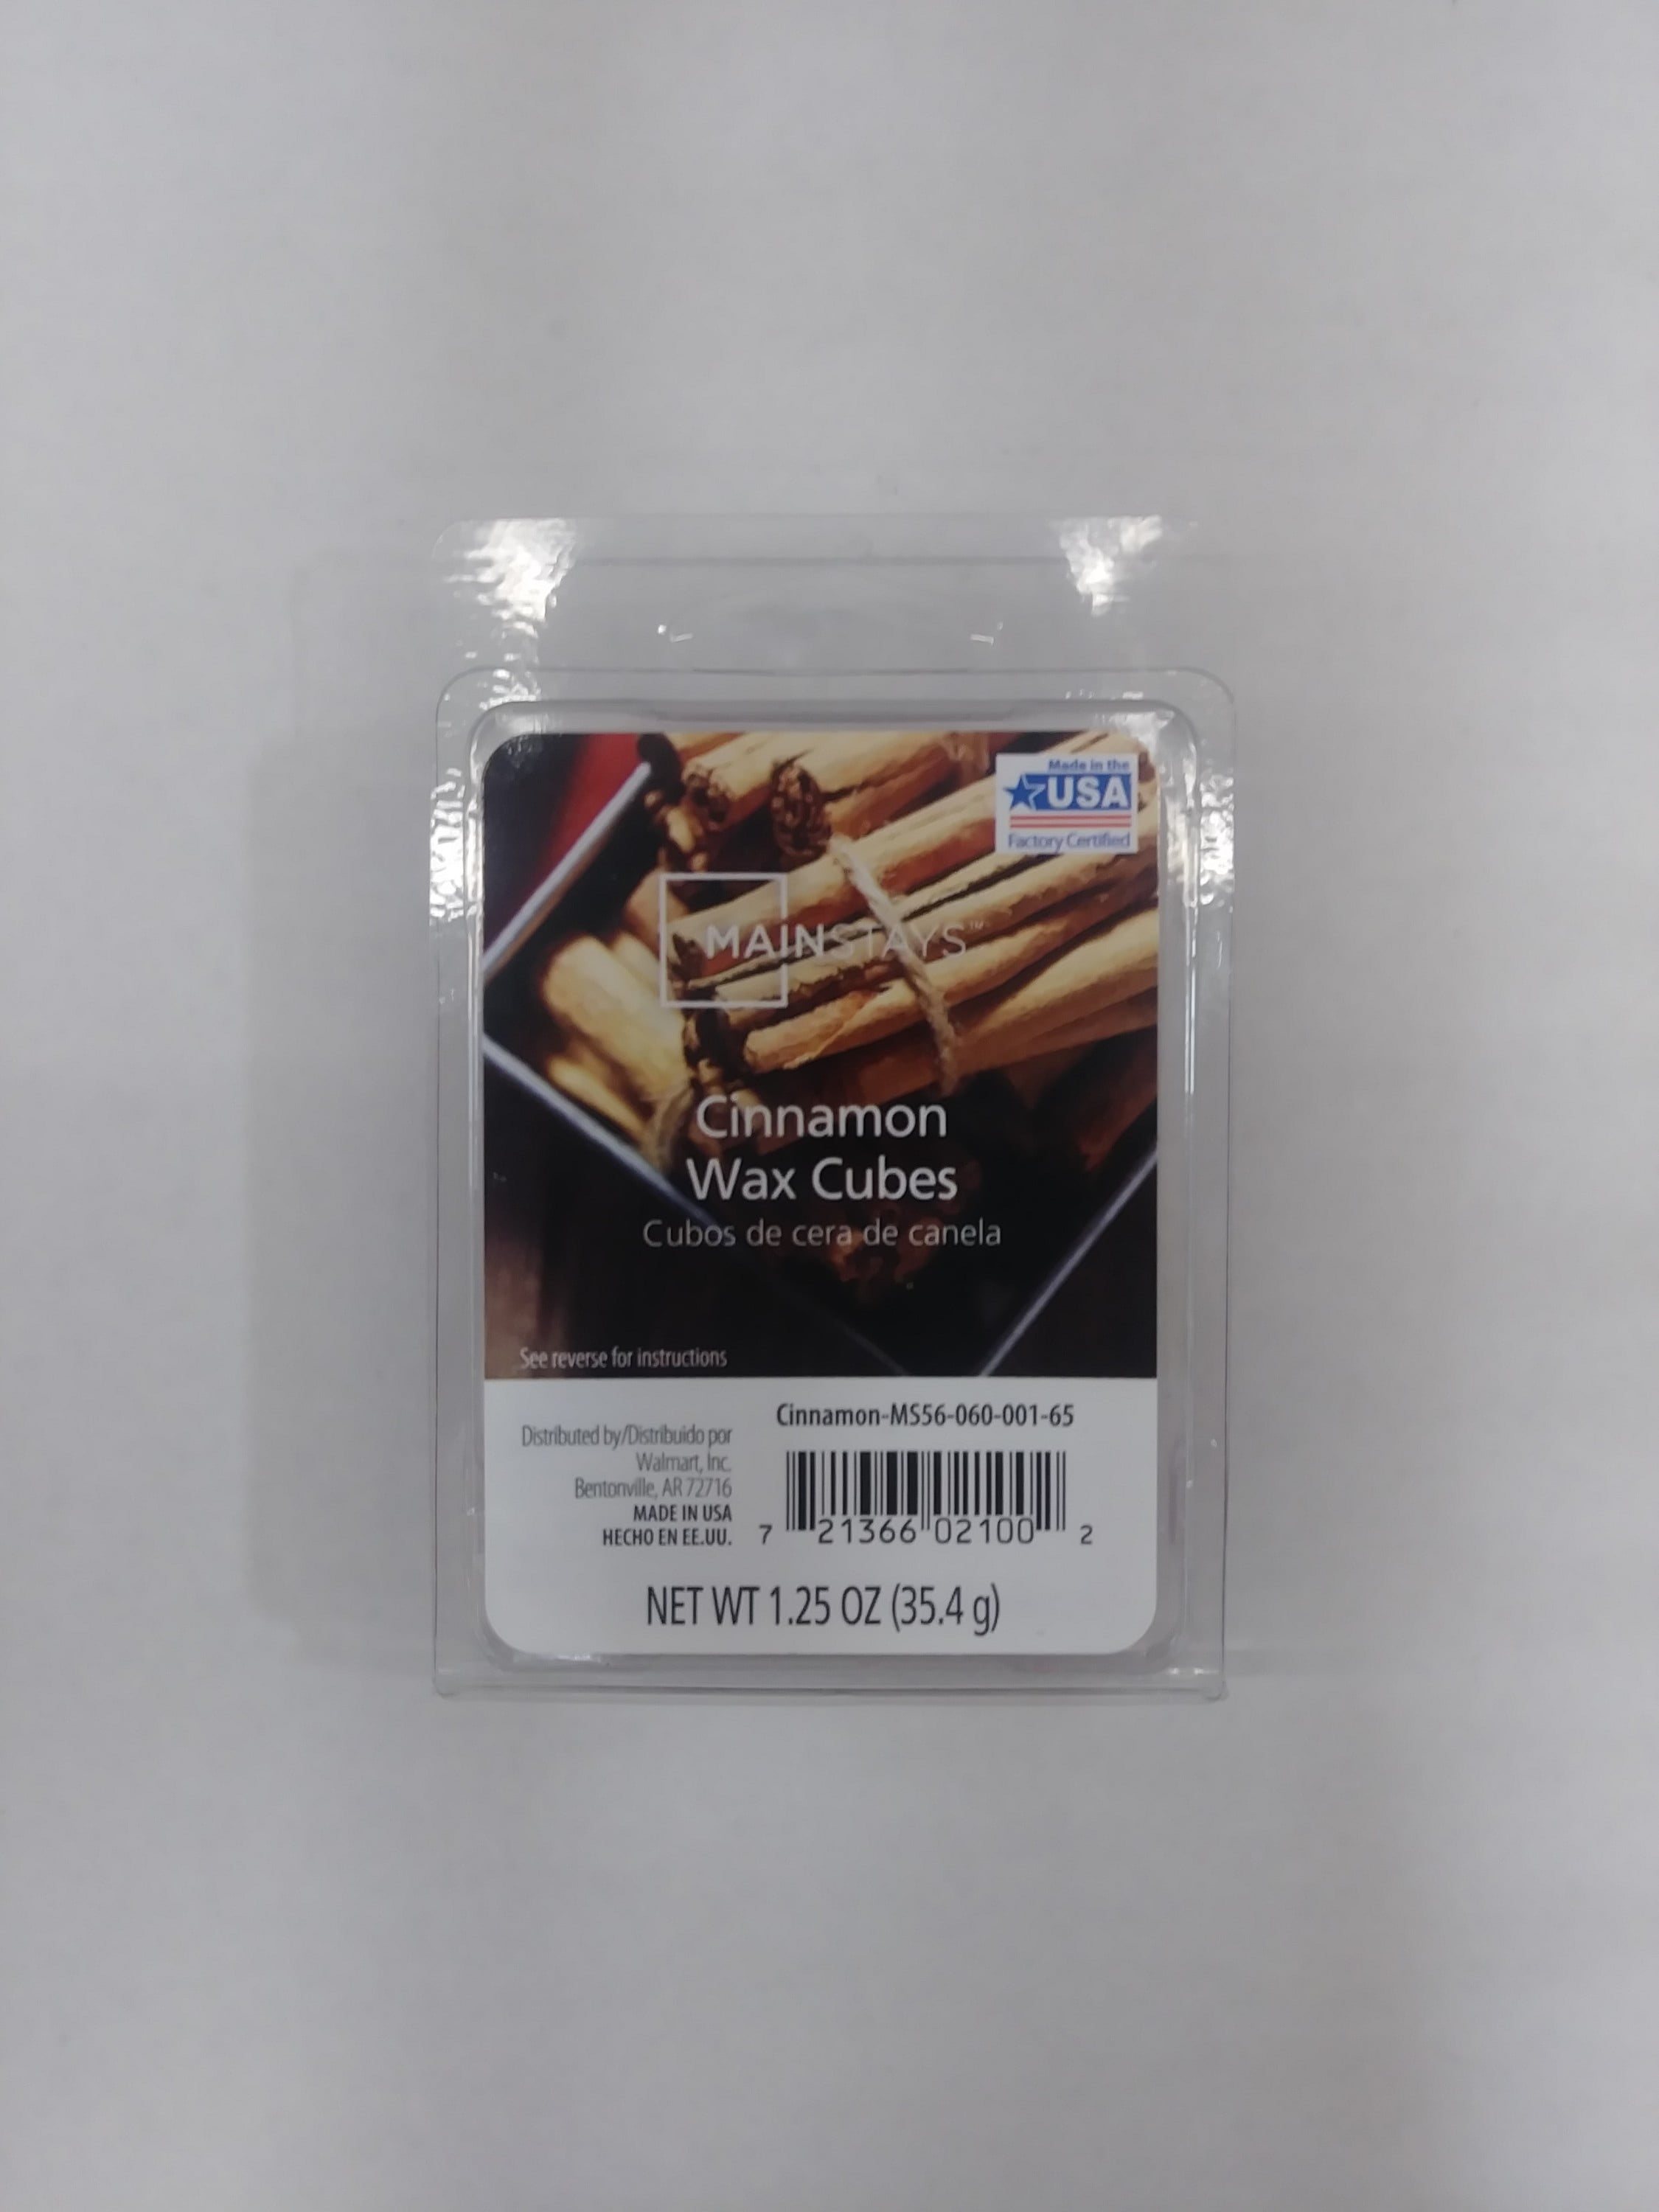 Made in the
USA
Factory Certified
MAINSTAYS™
Cinnamon
Wax Cubes
Cubos de cera de canela
See reverse for instructions
Cinnamon-MS56-060-001-65
Distributed by/Distribuido por
Walmart, Inc.
Bentonville, AR 72716
MADE IN USA
HECHO EN EE.UU.
7 21366 02100 2
NET WT 1.25 OZ (35.4 g)